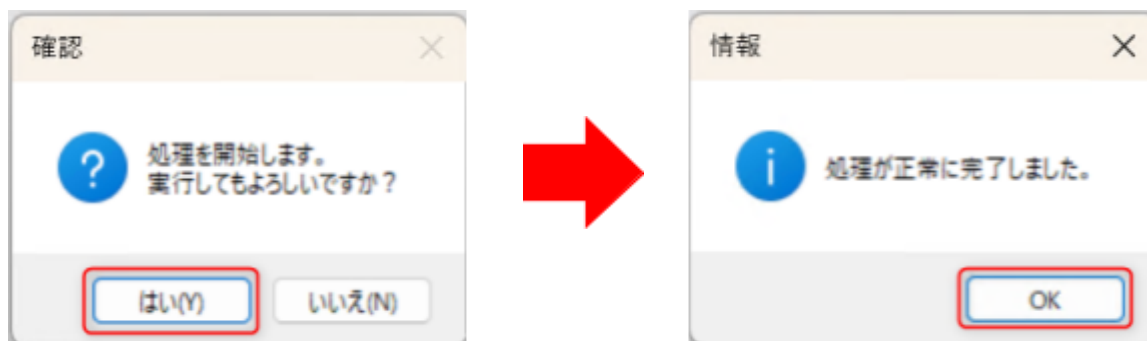 確認
処理を開始します。
実行してもよろしいですか？
はい(Y)
いいえ(N)
情報
処理が正常に完了しました。
OK